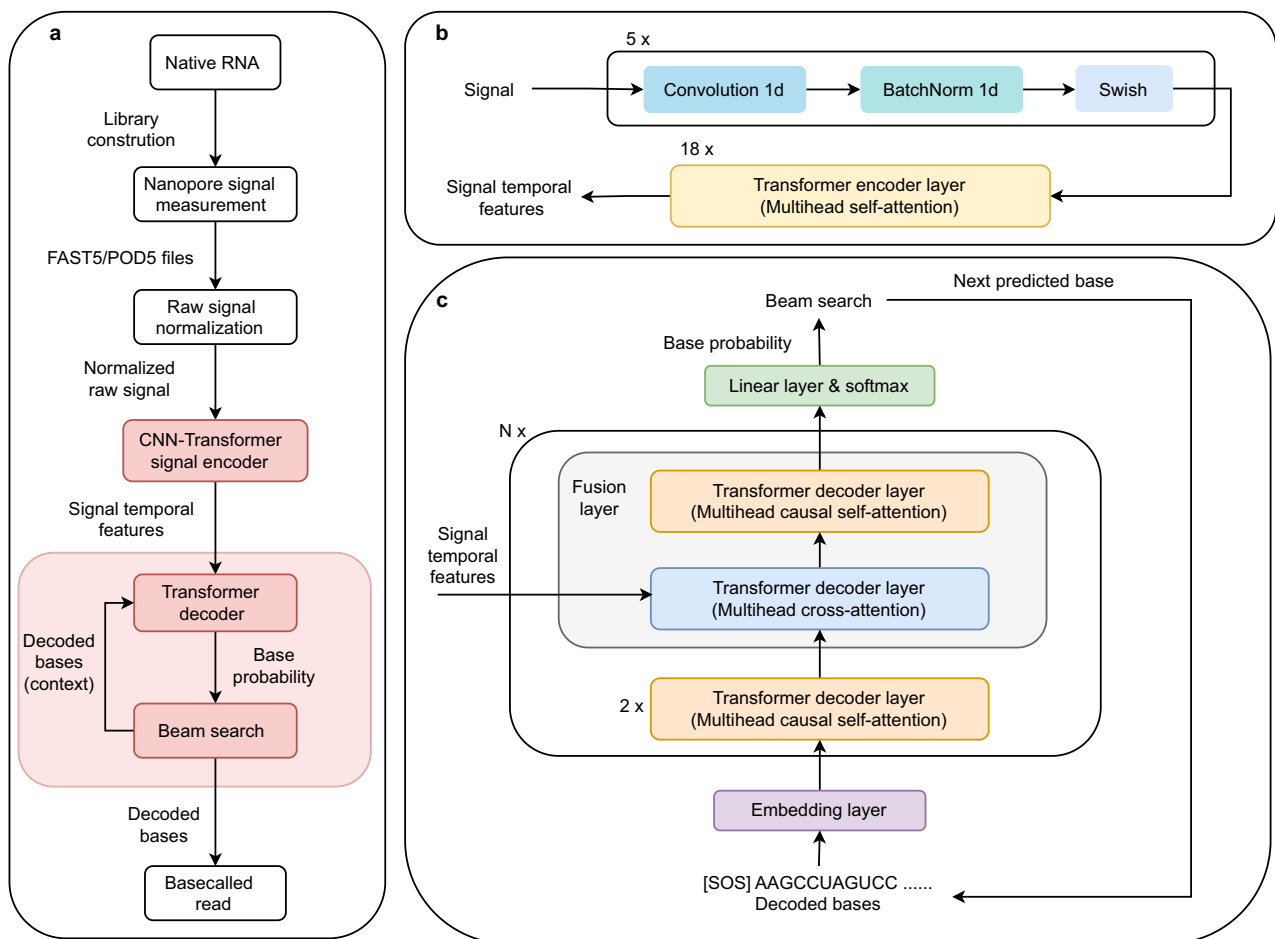 a
Native RNA
Library
constrution
Nanopore signal
measurement
FAST5/POD5 files
Raw signal
normalization
Normalized
raw signal
CNN-Transformer
signal encoder
Signal temporal
features
Transformer
decoder
Decoded
bases
(context)
Base
probability
Beam search
Decoded
bases
Basecalled
read
b
5 x
Signal
Convolution 1d
BatchNorm 1d
Swish
18 x
Signal temporal
features
Transformer encoder layer
(Multihead self-attention)
c
Beam search
Next predicted base
Base probability
Linear layer & softmax
N x
Fusion
layer
Transformer decoder layer
(Multihead causal self-attention)
Signal
temporal
features
Transformer decoder layer
(Multihead cross-attention)
2 x
Transformer decoder layer
(Multihead causal self-attention)
Embedding layer
[SOS] AAGCCUAGUCC ......
Decoded bases